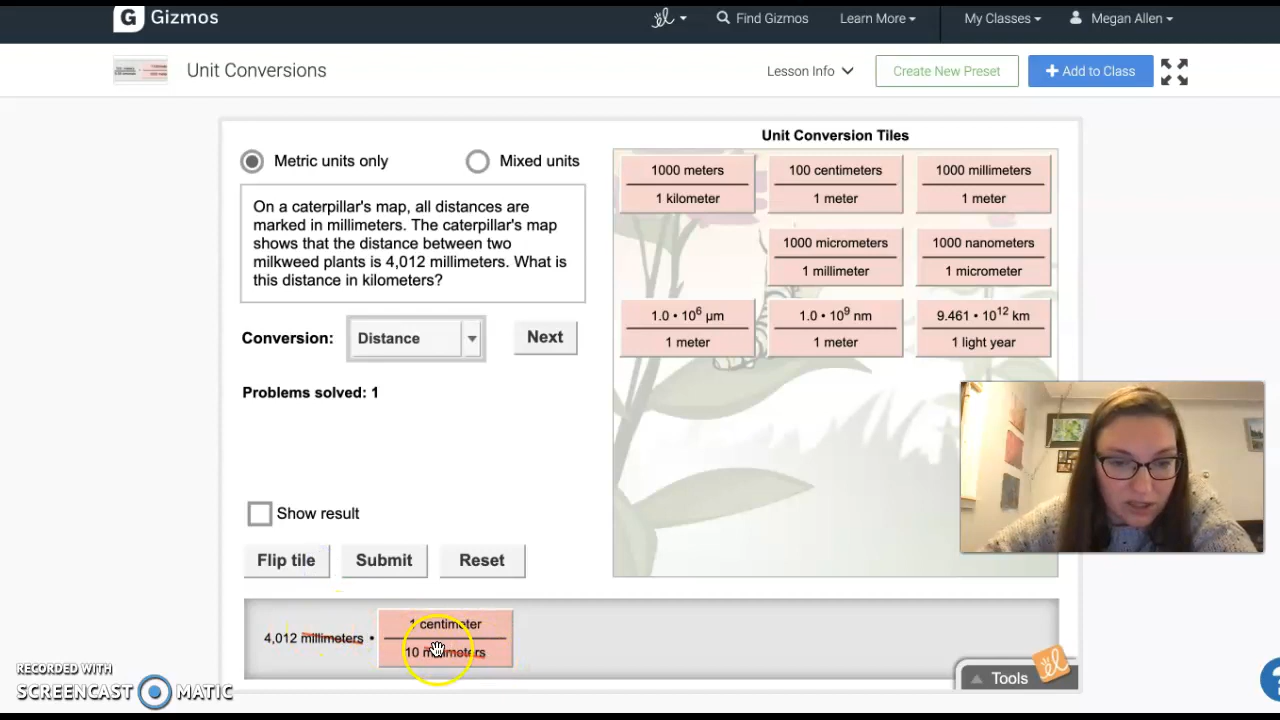 G Gizmos
Find Gizmos
Learn More
My Classes
Megan Allen
Unit Conversions
Lesson Info
Create New Preset
+ Add to Class
Metric units only
Mixed units
On a caterpillar's map, all distances are
marked in millimeters. The caterpillar's map
shows that the distance between two
milkweed plants is 4,012 millimeters. What is
this distance in kilometers?
Conversion:
Distance
Next
Problems solved: 1
Show result
Flip tile
Submit
Reset
Unit Conversion Tiles
1000 meters
1 kilometer
100 centimeters
1 meter
1000 millimeters
1 meter
1000 micrometers
1 millimeter
1000 nanometers
1 micrometer
1.0 • 10⁶ μm
1 meter
1.0 • 10⁹ nm
1 meter
9.461 • 10¹² km
1 light year
4,012 millimeters •
1 centimeter
10 millimeters
Tools
RECORDED WITH
SCREENCAST MATIC